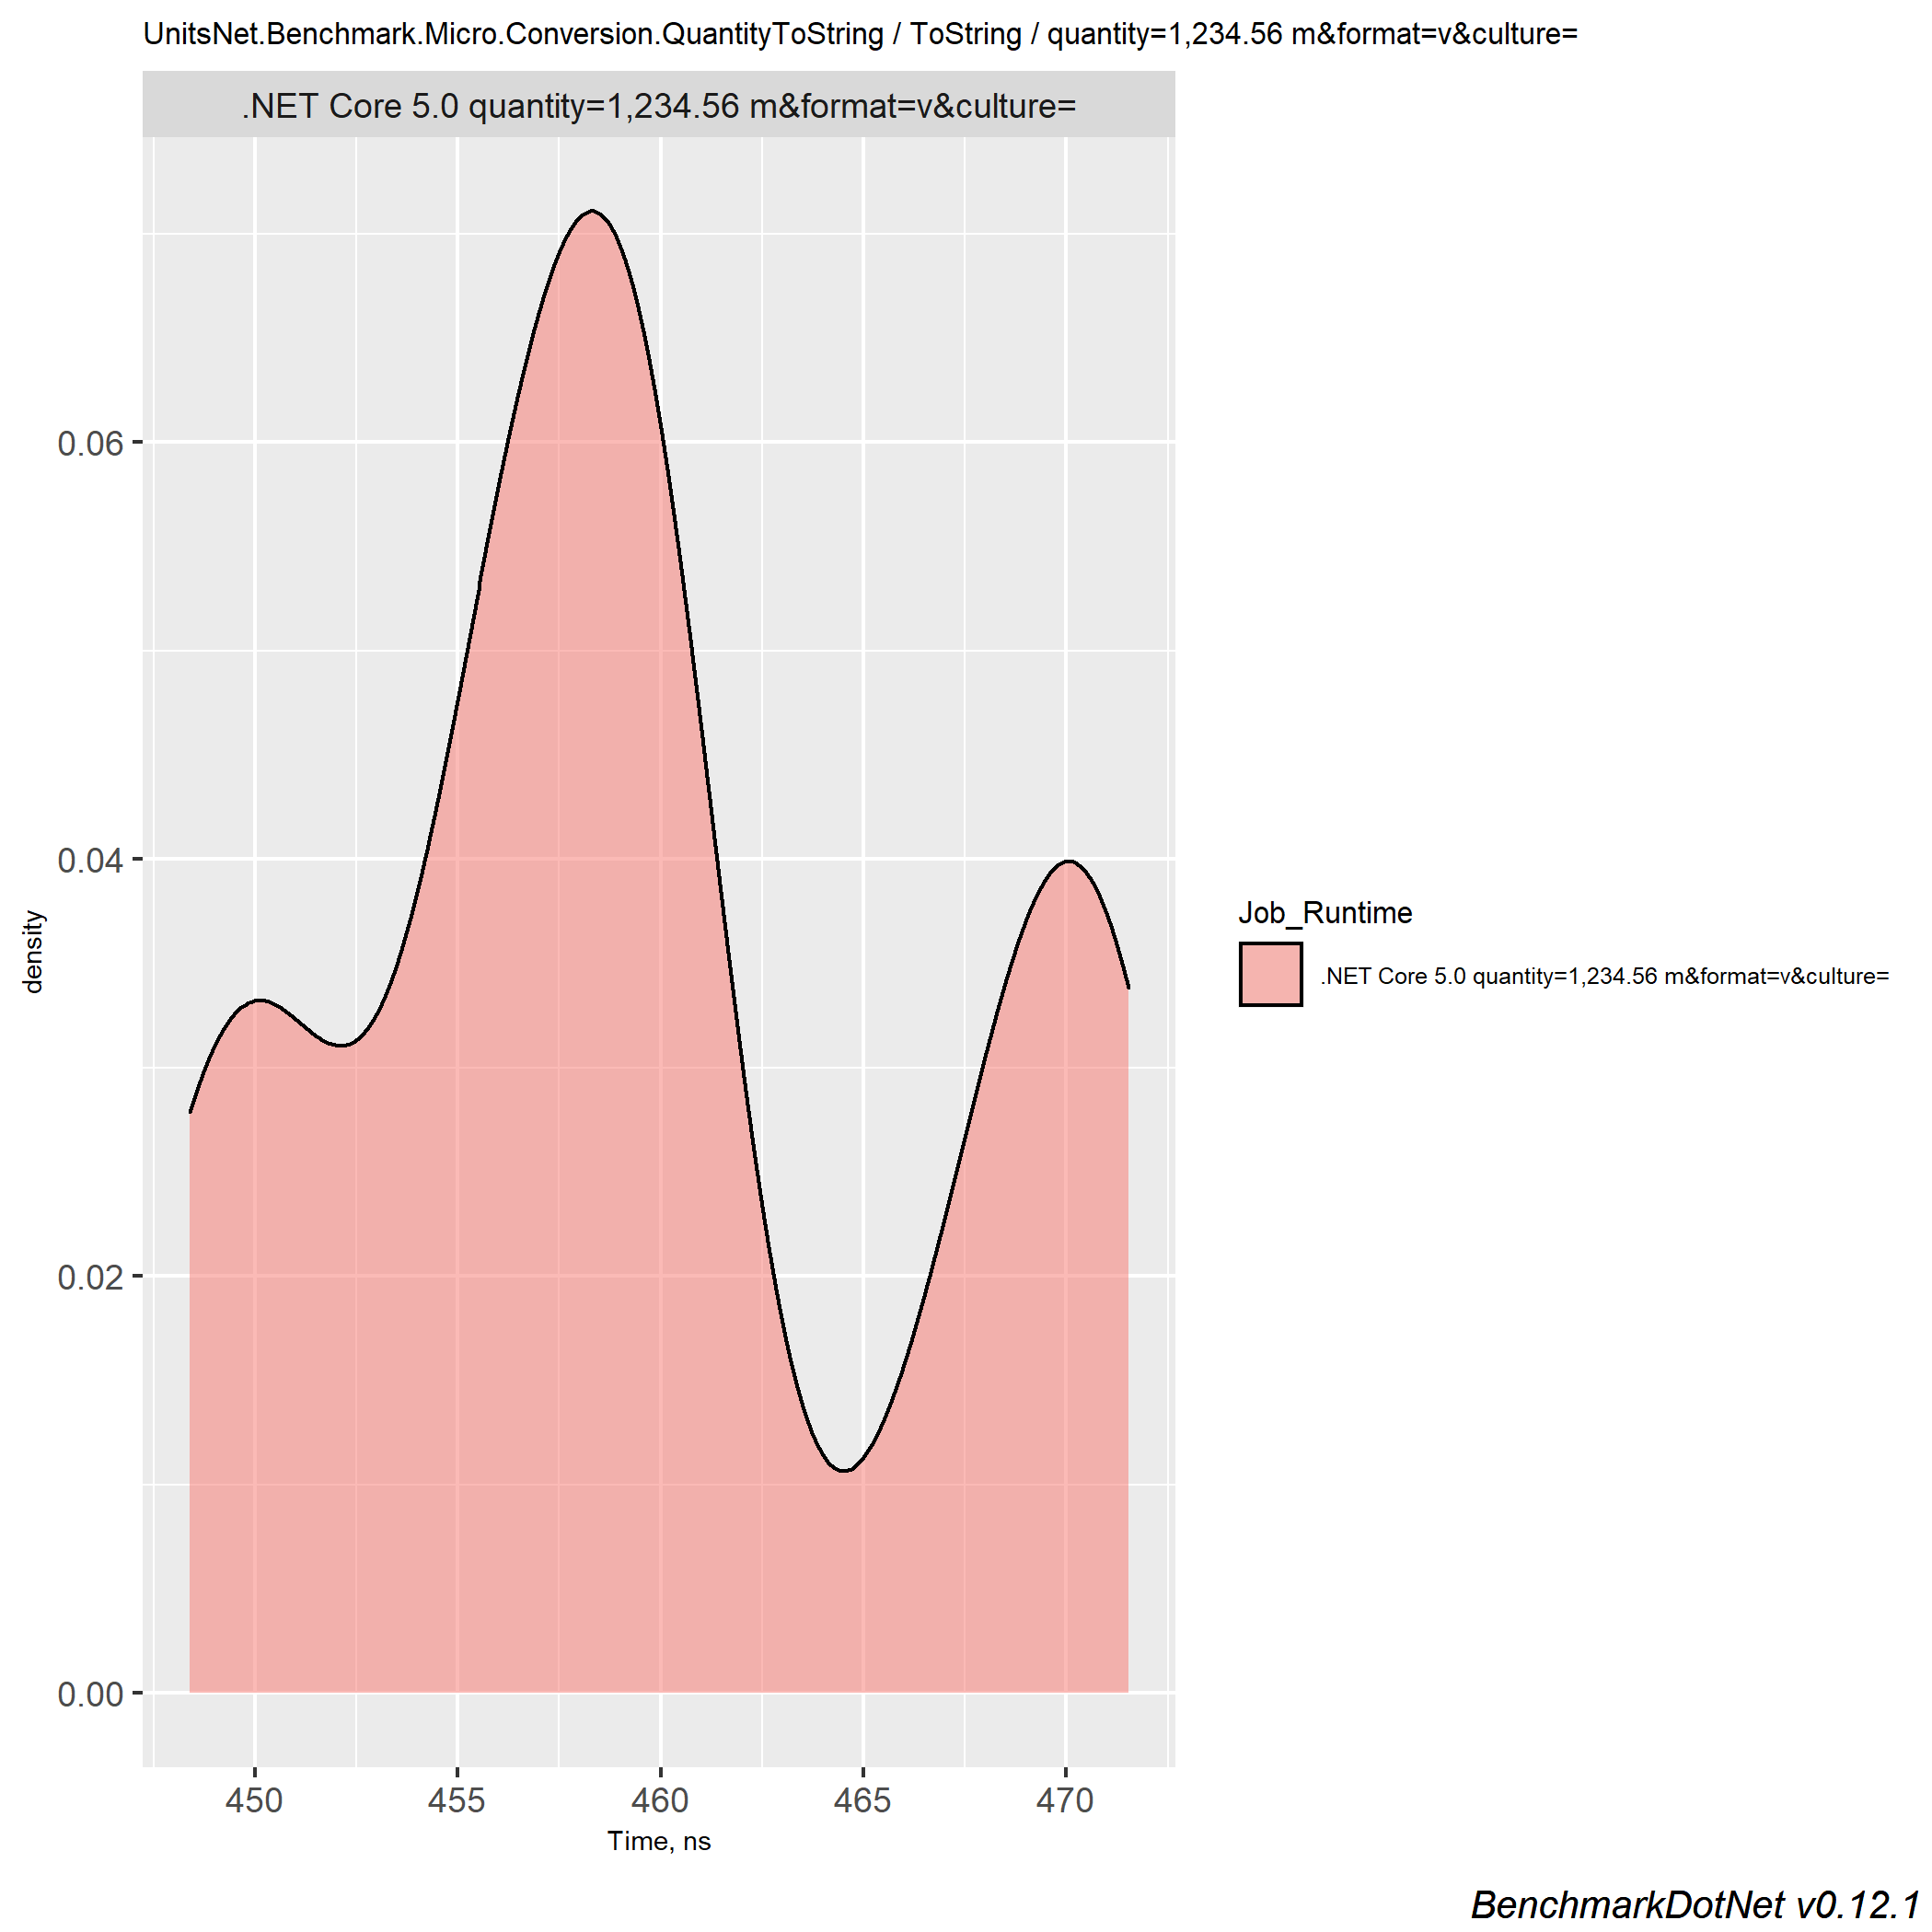 UnitsNet.Benchmark.Micro.Conversion.QuantityToString / ToString / quantity=1,234.56 m&format=v&culture=
.NET Core 5.0 quantity=1,234.56 m&format=v&culture=
0.06
0.04
0.02
0.00
density
450
455
460
465
470
Time, ns
Job_Runtime
.NET Core 5.0 quantity=1,234.56 m&format=v&culture=
BenchmarkDotNet v0.12.1